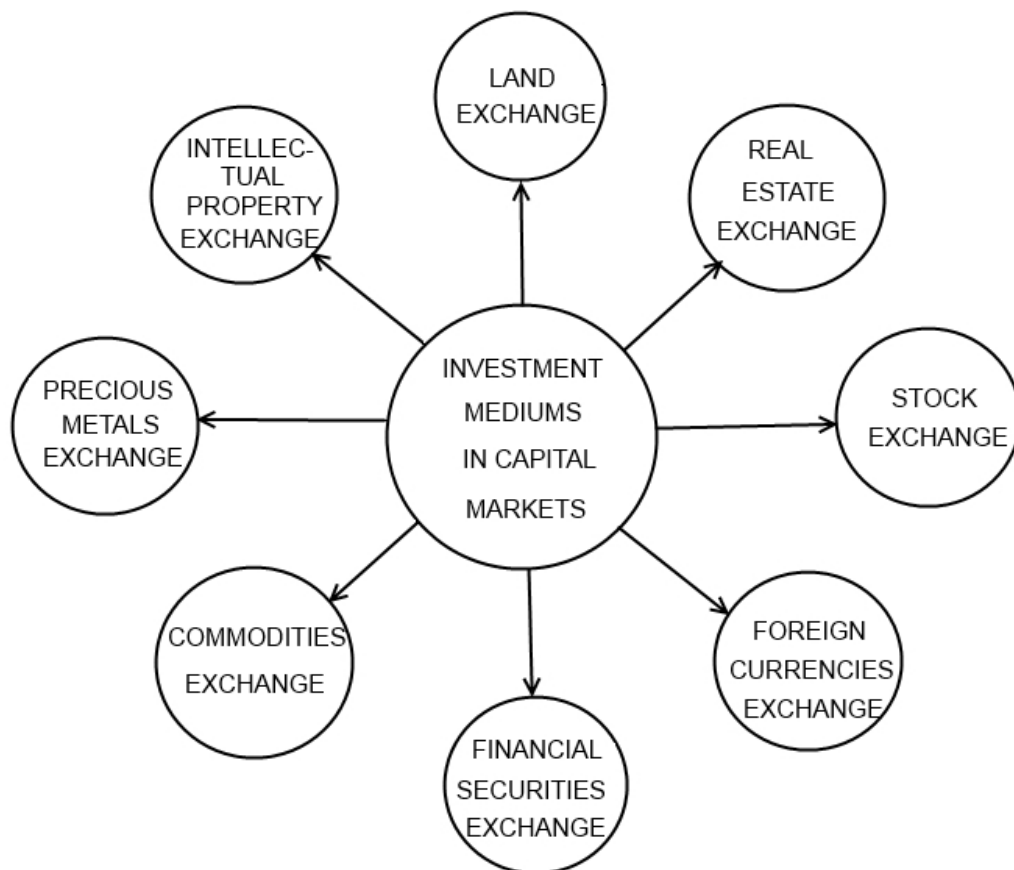 LAND
EXCHANGE
INTELLEC-
TUAL
PROPERTY
EXCHANGE
REAL
ESTATE
EXCHANGE
INVESTMENT
MEDIUMS
IN CAPITAL
MARKETS
PRECIOUS
METALS
EXCHANGE
STOCK
EXCHANGE
COMMODITIES
EXCHANGE
FOREIGN
CURRENCIES
EXCHANGE
FINANCIAL
SECURITIES
EXCHANGE